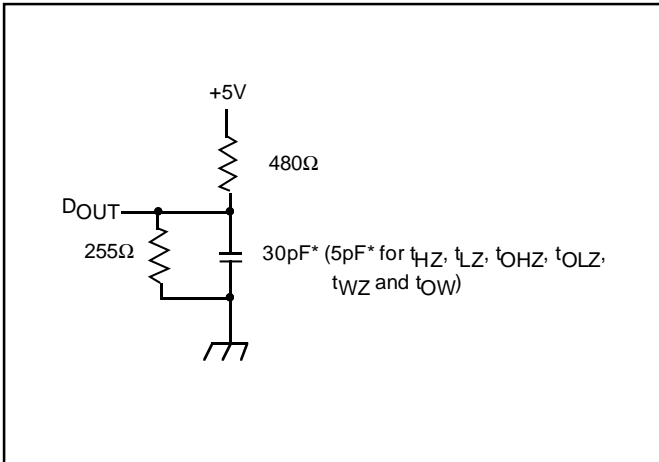 +5V
480Ω
DOUT
255Ω
30pF* (5pF* for tHZ, tLZ, tOHZ, tOLZ,
tWZ and tOW)